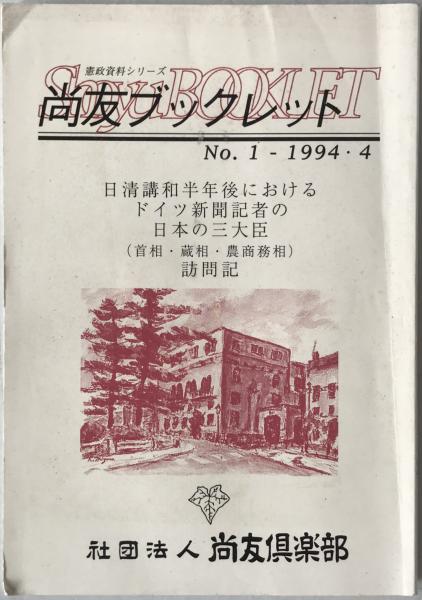 憲政資料シリーズ
Shoyu BOOKLET
尚友ブックレット
No. 1 - 1994・4
日清講和半年後における
ドイツ新聞記者の
日本の三大臣
(首相・蔵相・農商務相)
訪問記
社団法人 尚友倶楽部